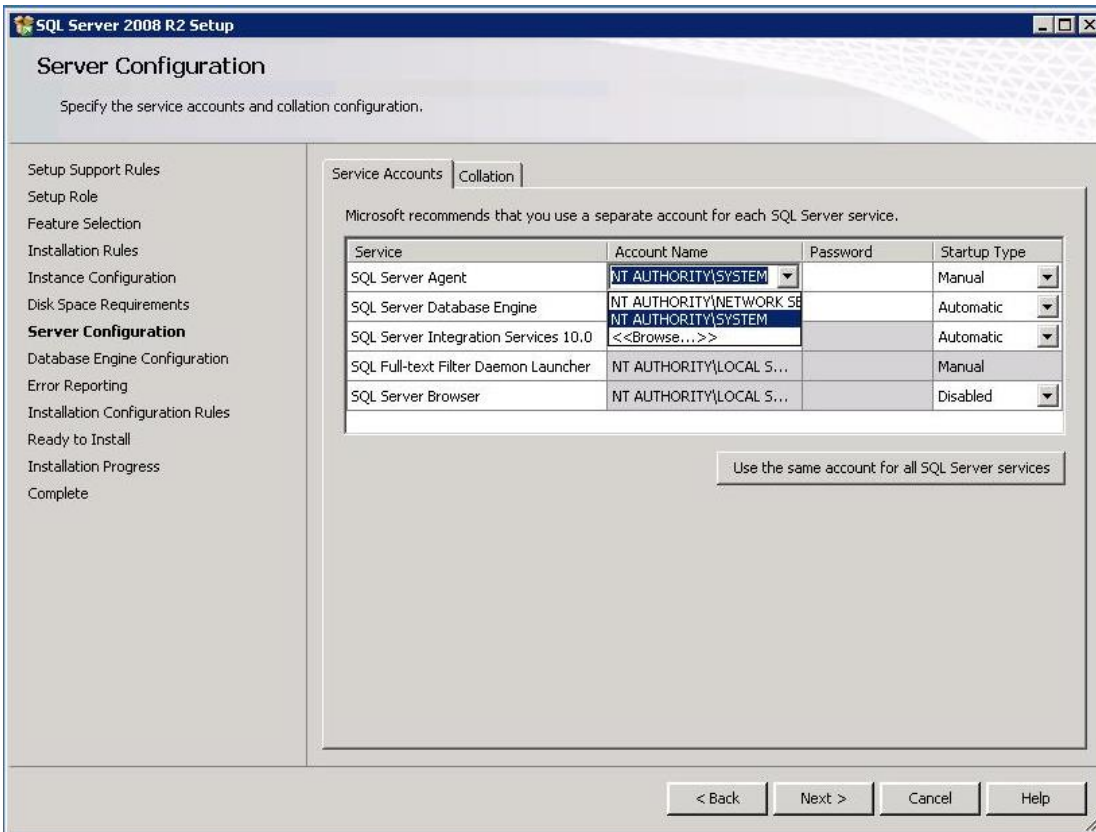 SQL Server 2008 R2 Setup
Server Configuration
Specify the service accounts and collation configuration.
Setup Support Rules
Setup Role
Feature Selection
Installation Rules
Instance Configuration
Disk Space Requirements
Server Configuration
Database Engine Configuration
Error Reporting
Installation Configuration Rules
Ready to Install
Installation Progress
Complete
Service Accounts Collation
Microsoft recommends that you use a separate account for each SQL Server service.
Service Account Name Password Startup Type
SQL Server Agent NT AUTHORITY\SYSTEM Manual
SQL Server Database Engine NT AUTHORITY\NETWORK SE Automatic
NT AUTHORITY\SYSTEM
SQL Server Integration Services 10.0 <<Browse...>> Automatic
SQL Full-text Filter Daemon Launcher NT AUTHORITY\LOCAL S... Manual
SQL Server Browser NT AUTHORITY\LOCAL S... Disabled
Use the same account for all SQL Server services
< Back Next > Cancel Help